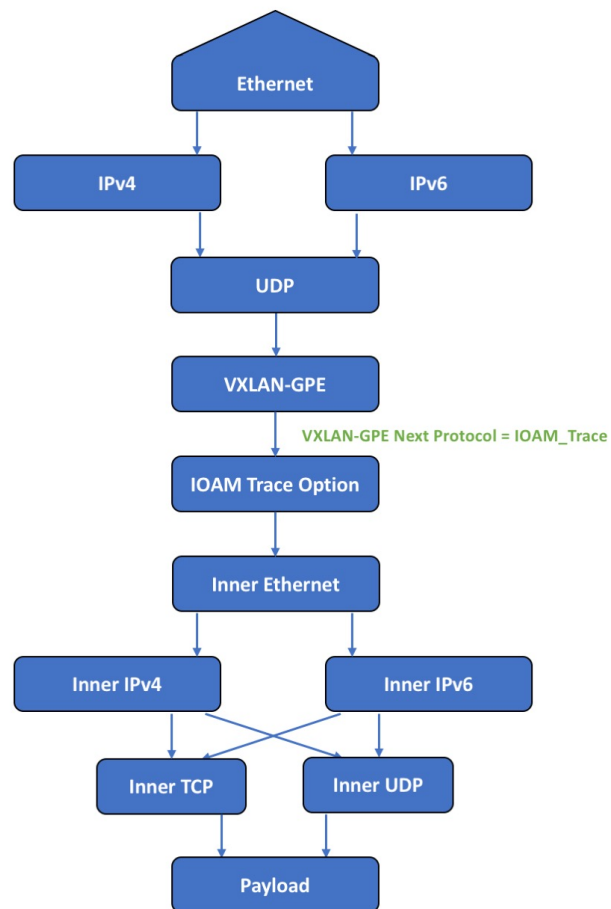 Ethernet
IPv4
IPv6
UDP
VXLAN-GPE
VXLAN-GPE Next Protocol = IOAM_Trace
IOAM Trace Option
Inner Ethernet
Inner IPv4
Inner IPv6
Inner TCP
Inner UDP
Payload